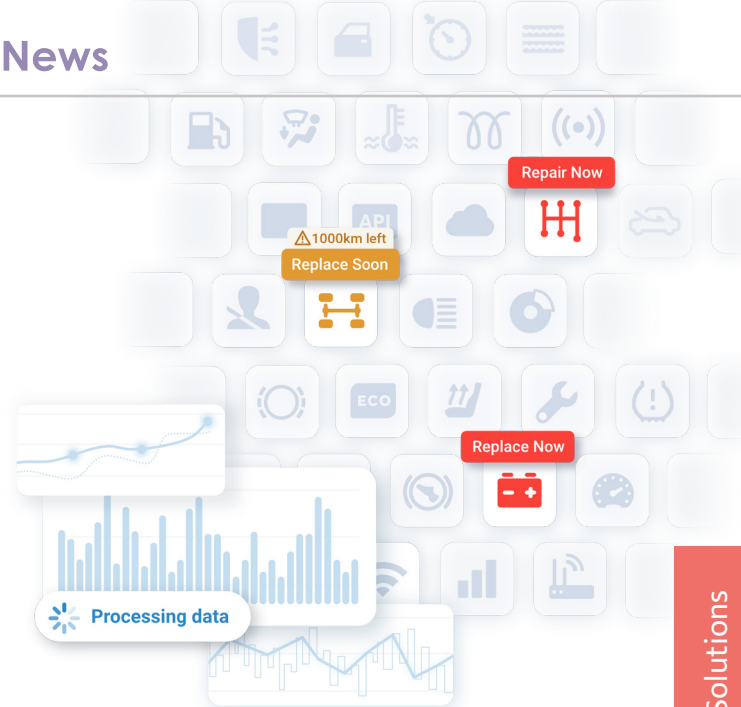 News
Repair Now
API
1000km left
Replace Soon
ECO
Replace Now
Processing data
Solutions